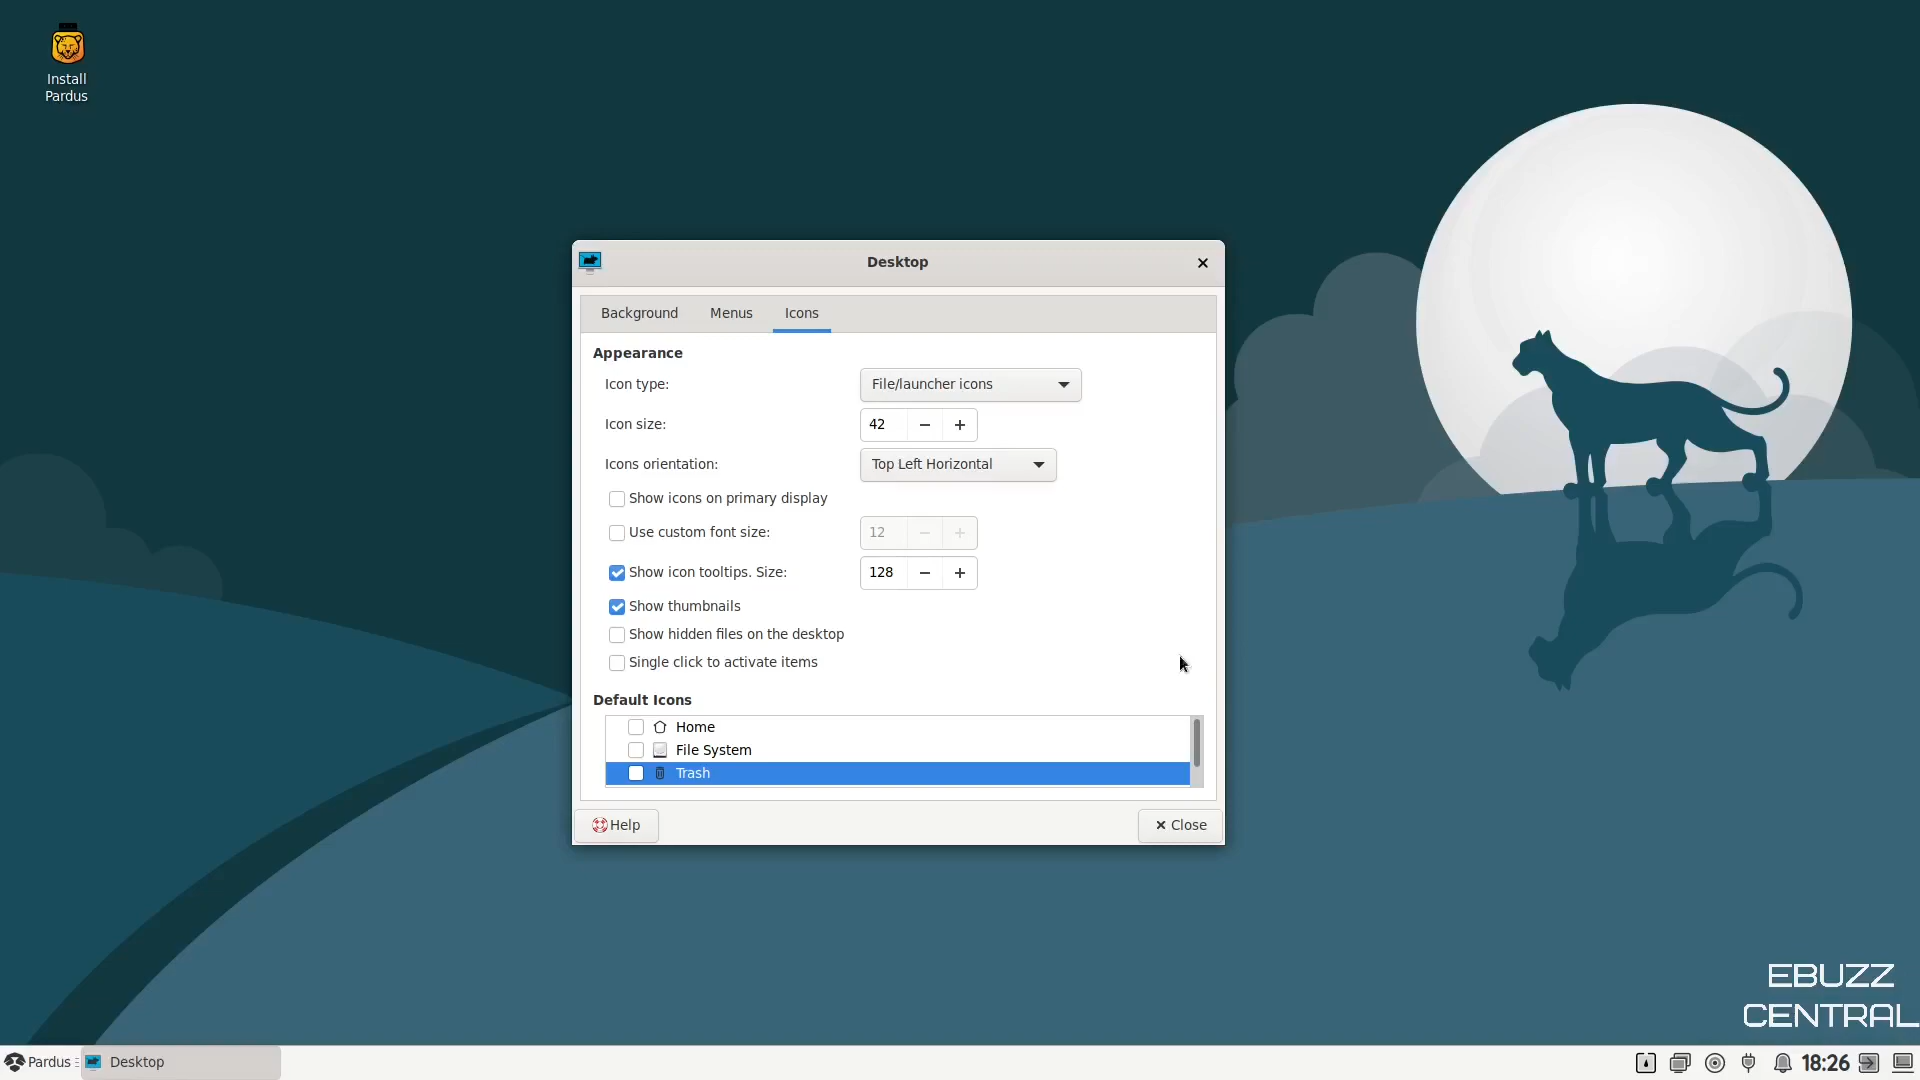 Install
Pardus
Desktop
Background Menus Icons
Appearance
Icon type: File/launcher icons
Icon size: 42
Icons orientation: Top Left Horizontal
Show icons on primary display
Use custom font size: 12
Show icon tooltips. Size: 128
Show thumbnails
Show hidden files on the desktop
Single click to activate items
Default Icons
Home
File System
Trash
Help Close
EBUZZ
CENTRAL
Pardus Desktop 18:26